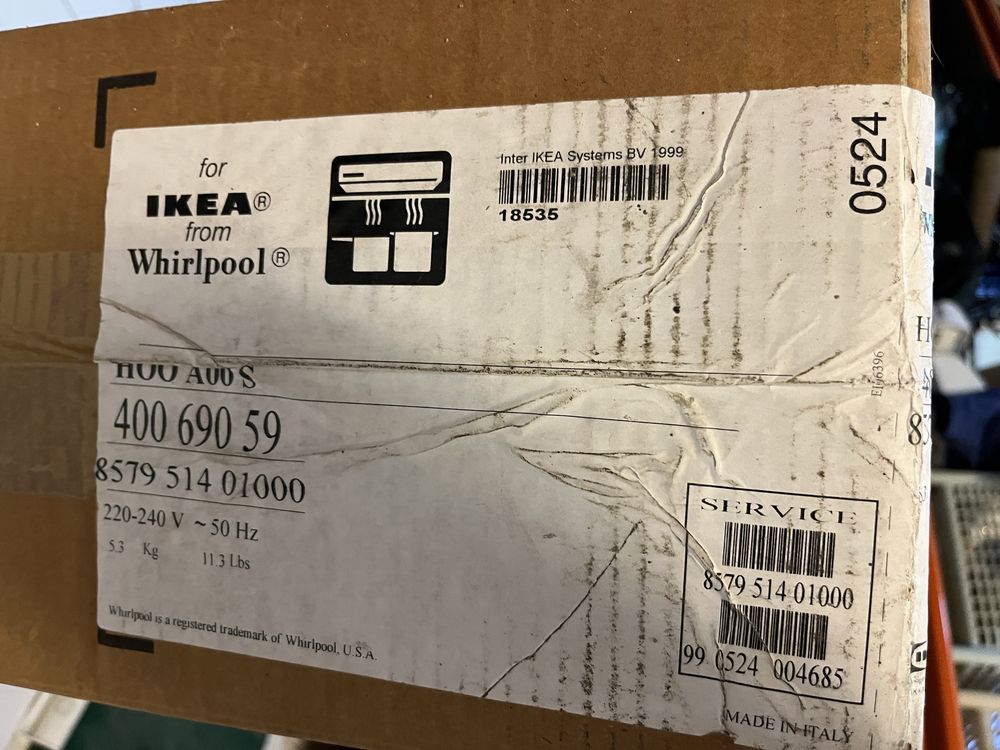 for
IKEA®
from
Whirlpool®
Inter IKEA Systems BV 1999
18535
0524
HOO A00 S
400 690 59
8579 514 01000
220-240 V ~ 50 Hz
5.3 Kg 11.3 Lbs
Whirlpool is a registered trademark of Whirlpool, U.S.A.
SERVICE
8579 514 01000
99 0524 004685
MADE IN ITALY
H
85